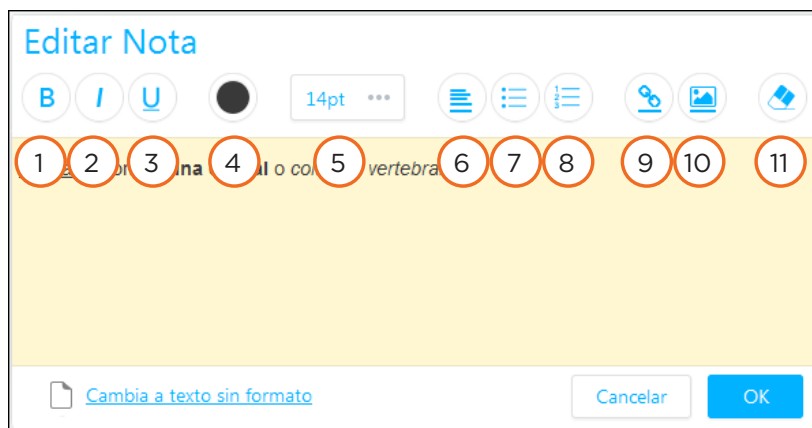 Editar Nota
B I U 14pt •••
1 2 3 4 5 6 7 8 9 10 11
o vertebra
Cambia a texto sin formato
Cancelar OK